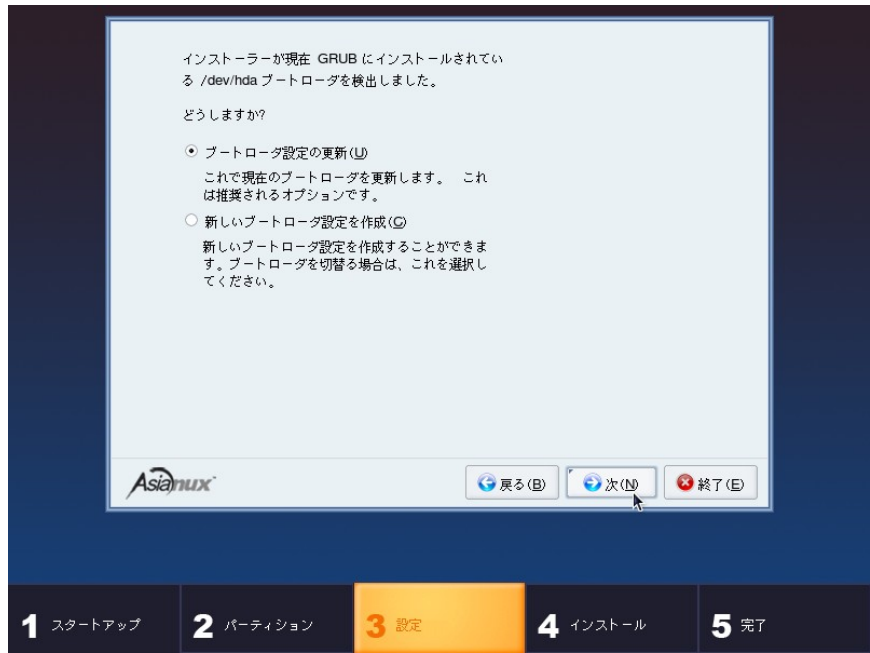 インストーラーが現在 GRUB にインストールされてい
る /dev/hda ブートローダを検出しました。
どうしますか?
ブートローダ設定の更新(U)
これで現在のブートローダを更新します。 これ
は推奨されるオプションです。
新しいブートローダ設定を作成(C)
新しいブートローダ設定を作成することができま
す。ブートローダを切替る場合は、これを選択し
てください。
Asianux
戻る(B) 次(N) 終了(E)
1 スタートアップ 2 パーティション 3 設定 4 インストール 5 完了